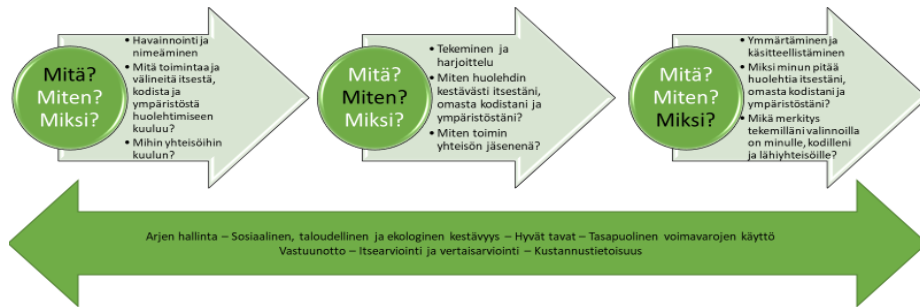 Mitä?
Miten?
Miksi?
• Havainnointi ja
nimeäminen
• Mitä toimintaa ja
välineitä itsestä,
kodista ja
ympäristöstä
huolehtimiseen
kuuluu?
• Mihin yhteisöihin
kuulun?
Mitä?
Miten?
Miksi?
• Tekeminen ja
harjoittelu
• Miten huolehdin
kestävästi itsestäni,
omasta kodistani ja
ympäristöstäni?
• Miten toimin
yhteisön jäsenenä?
Mitä?
Miten?
Miksi?
• Ymmärtäminen ja
käsitteellistäminen
• Miksi minun pitää
huolehtia itsestäni,
omasta kodistani ja
ympäristöstäni?
• Mikä merkitys
tekemilläni valinnoilla
on minulle, kodilleni
ja lähiyhteisöille?
Arjen hallinta – Sosiaalinen, taloudellinen ja ekologinen kestävyys – Hyvät tavat – Tasapuolinen voimavarojen käyttö
Vastuunotto – Itsearviointi ja vertaisarviointi – Kustannustietoisuus